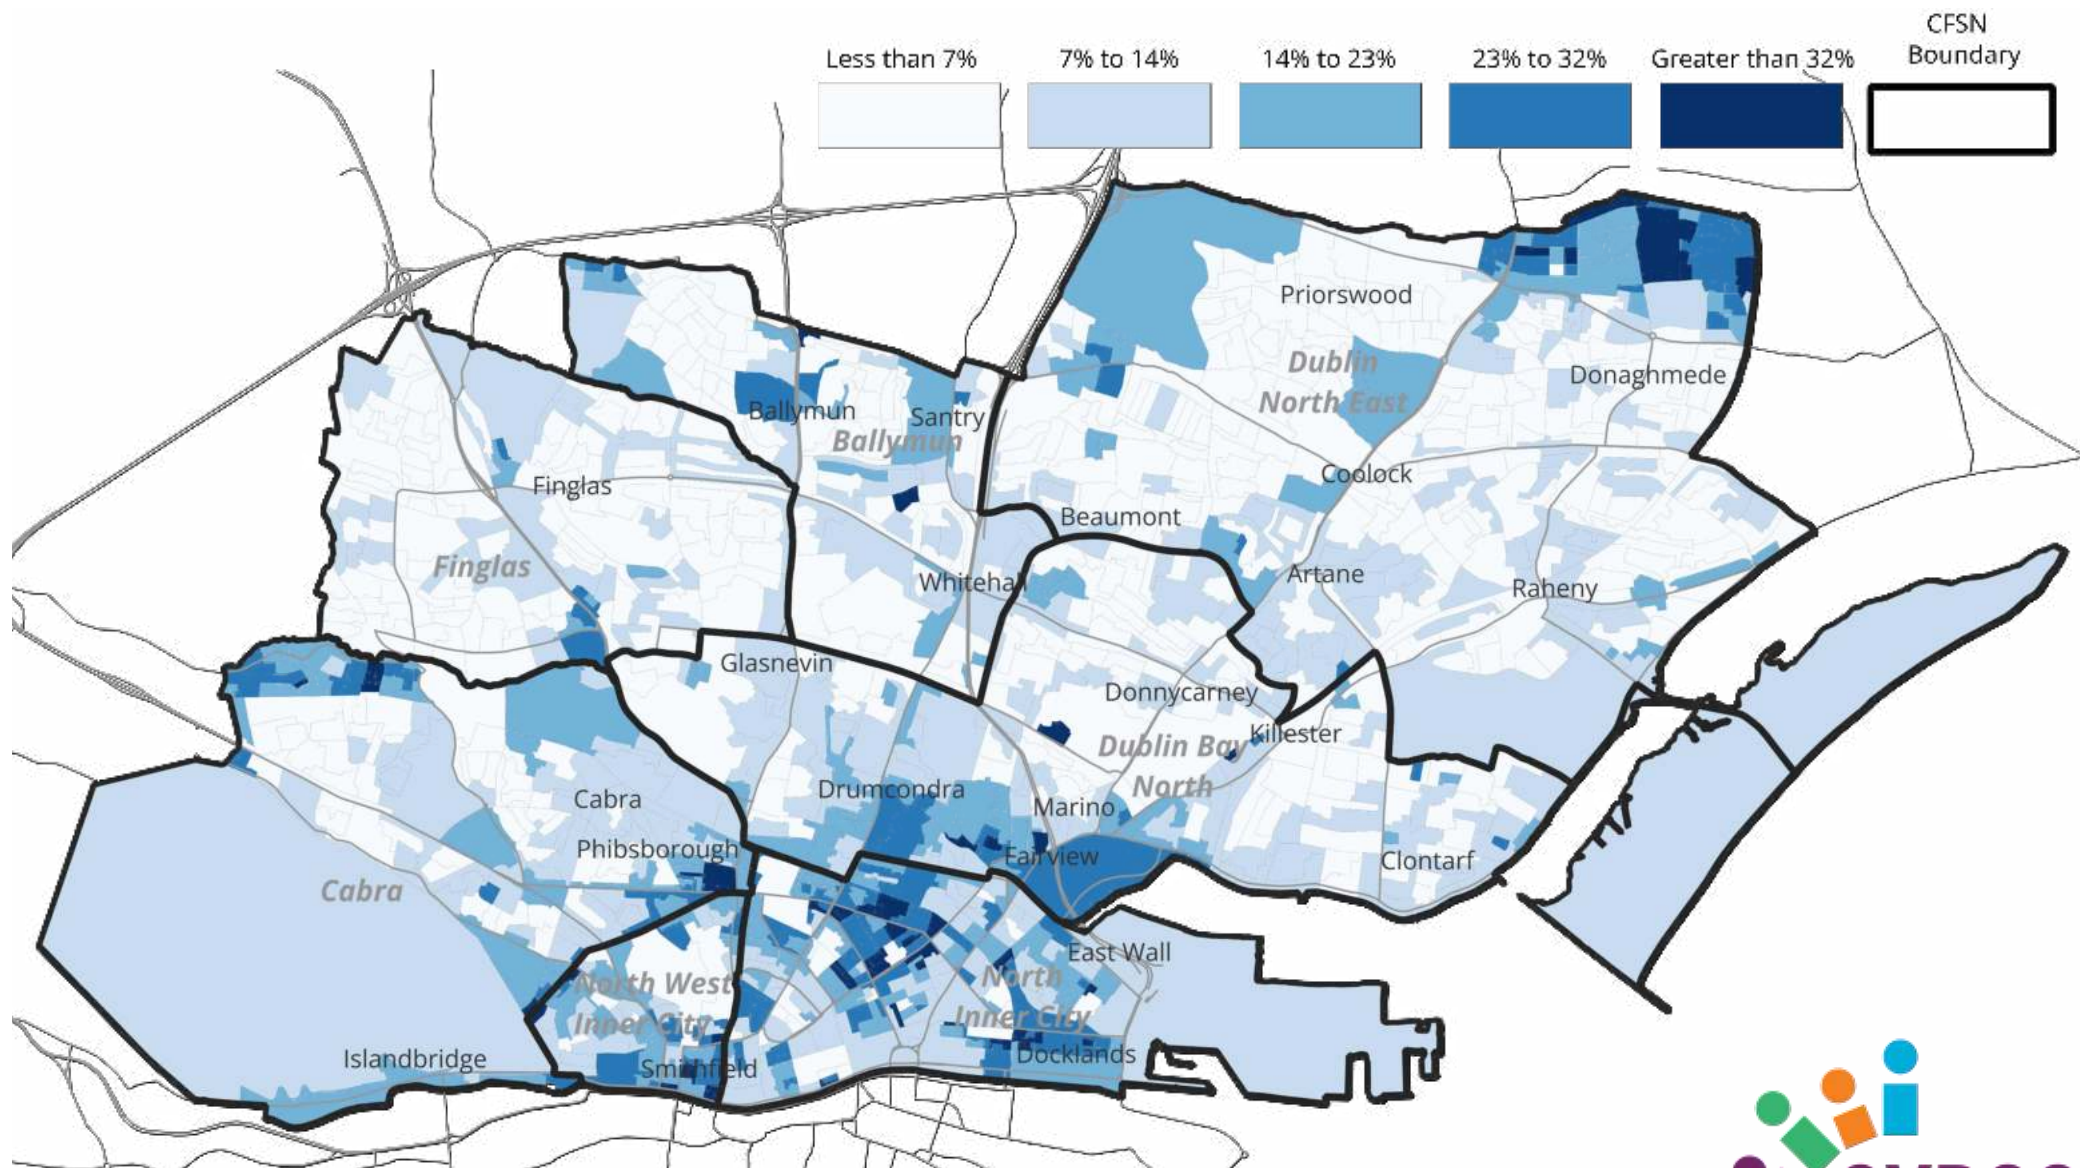 CFSN
Boundary
Less than 7%
7% to 14%
14% to 23%
23% to 32%
Greater than 32%
Priorswood
Dublin
North East
Donaghmede
Ballymun
Santry
Ballymun
Coolock
Finglas
Beaumont
Finglas
Whitehall
Artane
Raheny
Glasnevin
Donnycarney
Killester
Dublin Bay
North
Drumcondra
Cabra
Marino
Phibsborough
Fairview
Clontarf
Cabra
East Wall
North West
Inner City
North
Inner City
Islandbridge
Smithfield
Docklands